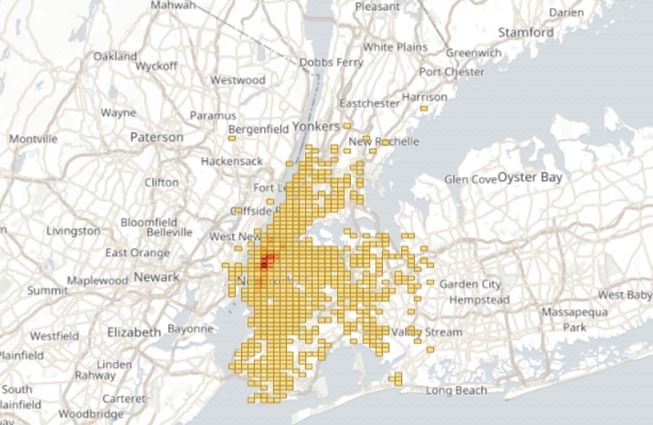 Mahwah
Pleasant
Darien
Stamford
Oakland
Wyckoff
White Plains
Greenwich
Dobbs Ferry
Port Chester
Westwood
Harrison
Eastchester
Wayne
Paramus
Bergenfield
Yonkers
Montville
Paterson
New Rochelle
Hackensack
Glen Cove
Oyster Bay
Clifton
Fort Le
Cliffside
Bloomfield
Belleville
Livingston
West New
East Orange
Newark
Maplewood
N
Garden City
Summit
Hempstead
West Baby
Massapequa
Park
Westfield
Elizabeth
Bayonne
Valley Stream
Plainfield
Linden
Rahway
South
lainfield
Carteret
Long Beach
Woodbridge